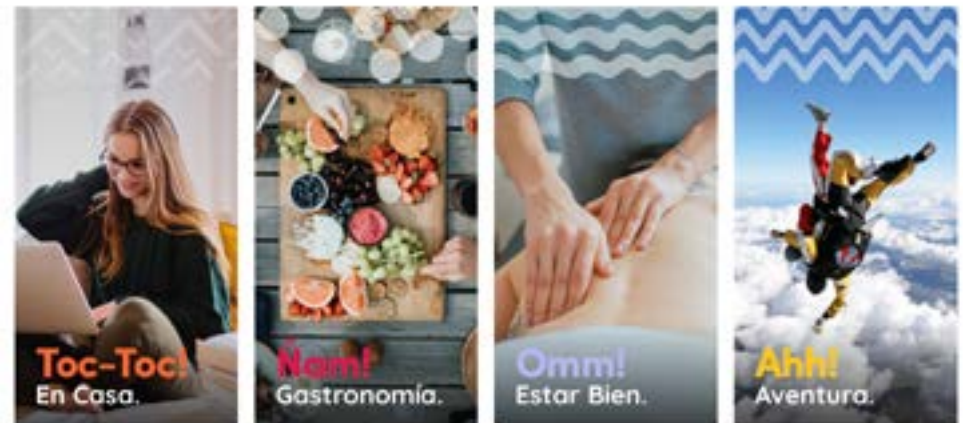 Toc-Toc!
En Casa.
Ñam!
Gastronomía.
Omm!
Estar Bien.
Ahh!
Aventura.